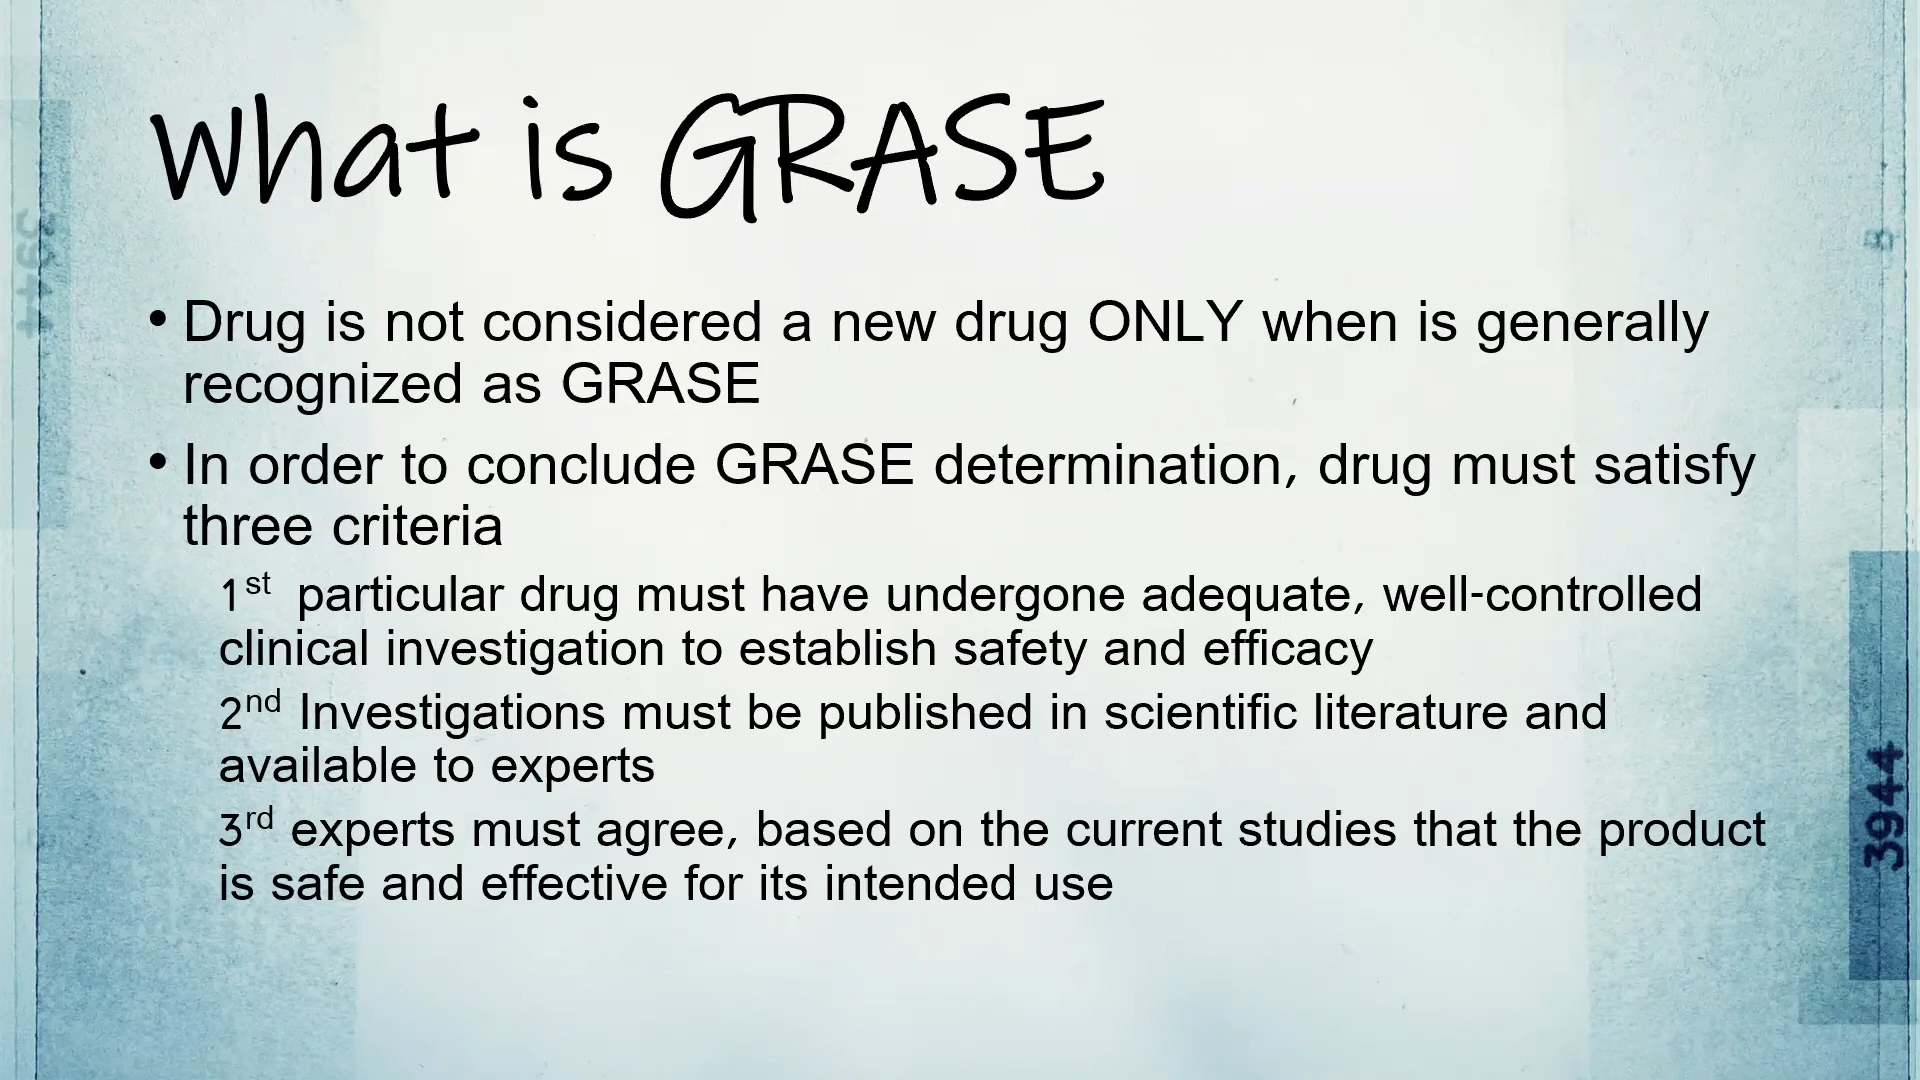 What is GRASE
• Drug is not considered a new drug ONLY when is generally
recognized as GRASE
• In order to conclude GRASE determination, drug must satisfy
three criteria
1st particular drug must have undergone adequate, well-controlled
clinical investigation to establish safety and efficacy
2nd Investigations must be published in scientific literature and
available to experts
3rd experts must agree, based on the current studies that the product
is safe and effective for its intended use
3944